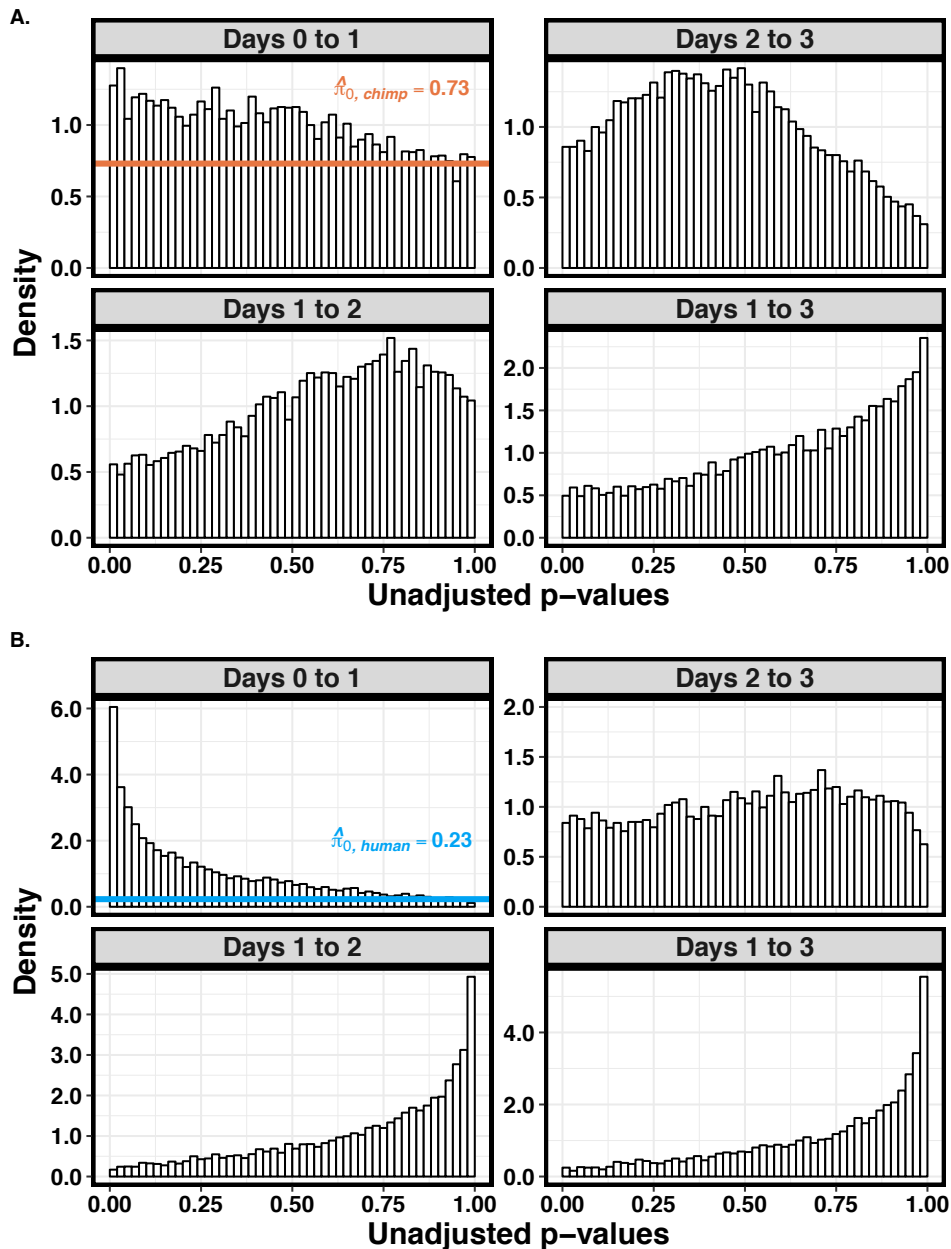 A.
Days 0 to 1
Days 2 to 3
π̂0, chimp = 0.73
1.0
0.5
0.0
1.0
0.5
0.0
Density
Days 1 to 2
Days 1 to 3
1.5
1.0
0.5
0.0
2.0
1.5
1.0
0.5
0.0
0.00 0.25 0.50 0.75 1.00
0.00 0.25 0.50 0.75 1.00
Unadjusted p−values
B.
Days 0 to 1
Days 2 to 3
6.0
4.0
2.0
0.0
π̂0, human = 0.23
2.0
1.5
1.0
0.5
0.0
Density
Days 1 to 2
Days 1 to 3
5.0
4.0
3.0
2.0
1.0
0.0
4.0
2.0
0.0
0.00 0.25 0.50 0.75 1.00
0.00 0.25 0.50 0.75 1.00
Unadjusted p−values